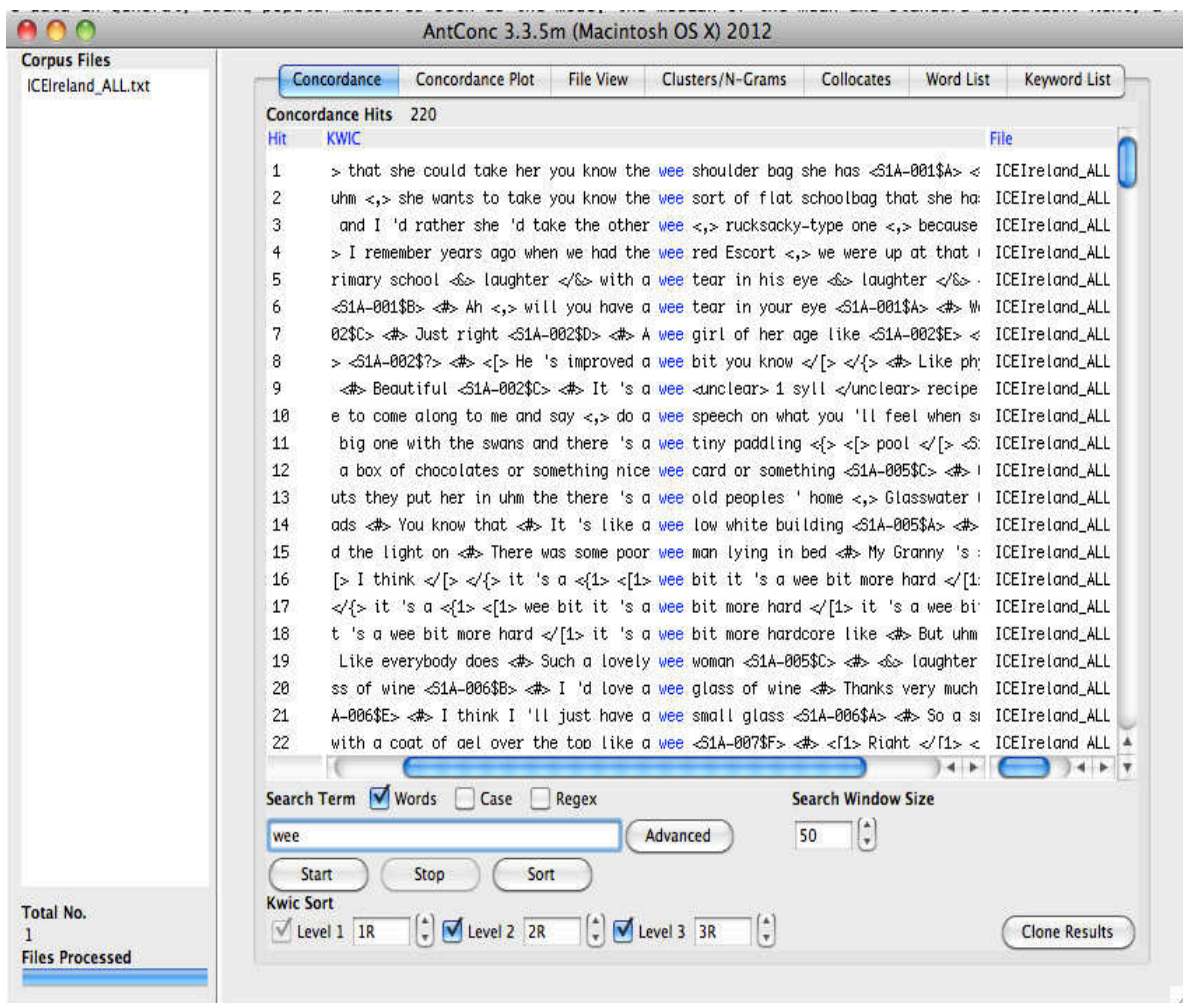 AntConc 3.3.5m (Macintosh OS X) 2012
Corpus Files
ICEIreland_ALL.txt
Concordance Concordance Plot File View Clusters/N-Grams Collocates Word List Keyword List
Concordance Hits 220
Hit KWIC File
1 > that she could take her you know the wee shoulder bag she has <S1A-001$A> < ICEIreland_ALL
2 uhm <,> she wants to take you know the wee sort of flat schoolbag that she ha ICEIreland_ALL
3 and I 'd rather she 'd take the other wee <,> rucksacky-type one <,> because ICEIreland_ALL
4 > I remember years ago when we had the wee red Escort <,> we were up at that ICEIreland_ALL
5 rimary school <&> laughter </&> with a wee tear in his eye <&> laughter </&> ICEIreland_ALL
6 <S1A-001$B> <#> Ah <,> will you have a wee tear in your eye <S1A-001$A> <#> W ICEIreland_ALL
7 02$C> <#> Just right <S1A-002$D> <#> A wee girl of her age like <S1A-002$E> < ICEIreland_ALL
8 > <S1A-002$?> <#> <[> He 's improved a wee bit you know </[> </{> <#> Like ph ICEIreland_ALL
9 <#> Beautiful <S1A-002$C> <#> It 's a wee <unclear> 1 syll </unclear> recipe ICEIreland_ALL
10 e to come along to me and say <,> do a wee speech on what you 'll feel when s ICEIreland_ALL
11 big one with the swans and there 's a wee tiny paddling <{> <[> pool </[> <S ICEIreland_ALL
12 a box of chocolates or something nice wee card or something <S1A-005$C> <#> ICEIreland_ALL
13 uts they put her in uhm the there 's a wee old peoples ' home <,> Glasswater ICEIreland_ALL
14 ads <#> You know that <#> It 's like a wee low white building <S1A-005$A> <#> ICEIreland_ALL
15 d the light on <#> There was some poor wee man lying in bed <#> My Granny 's ICEIreland_ALL
16 [> I think </[> </{> it 's a <{1> <[1> wee bit it 's a wee bit more hard </[1 ICEIreland_ALL
17 </{> it 's a <{1> <[1> wee bit it 's a wee bit more hard </[1> it 's a wee bi ICEIreland_ALL
18 t 's a wee bit more hard </[1> it 's a wee bit more hardcore like <#> But uhm ICEIreland_ALL
19 Like everybody does <#> Such a lovely wee woman <S1A-005$C> <#> <&> laughter ICEIreland_ALL
20 ss of wine <S1A-006$B> <#> I 'd love a wee glass of wine <#> Thanks very much ICEIreland_ALL
21 A-006$E> <#> I think I 'll just have a wee small glass <S1A-006$A> <#> So a s ICEIreland_ALL
22 with a coat of gel over the top like a wee <S1A-007$F> <#> <[1> Right </[1> < ICEIreland_ALL
Search Term Words Case Regex Search Window Size
wee Advanced 50
Start Stop Sort
Kwic Sort
Level 1 1R Level 2 2R Level 3 3R Clone Results
Total No.
1
Files Processed